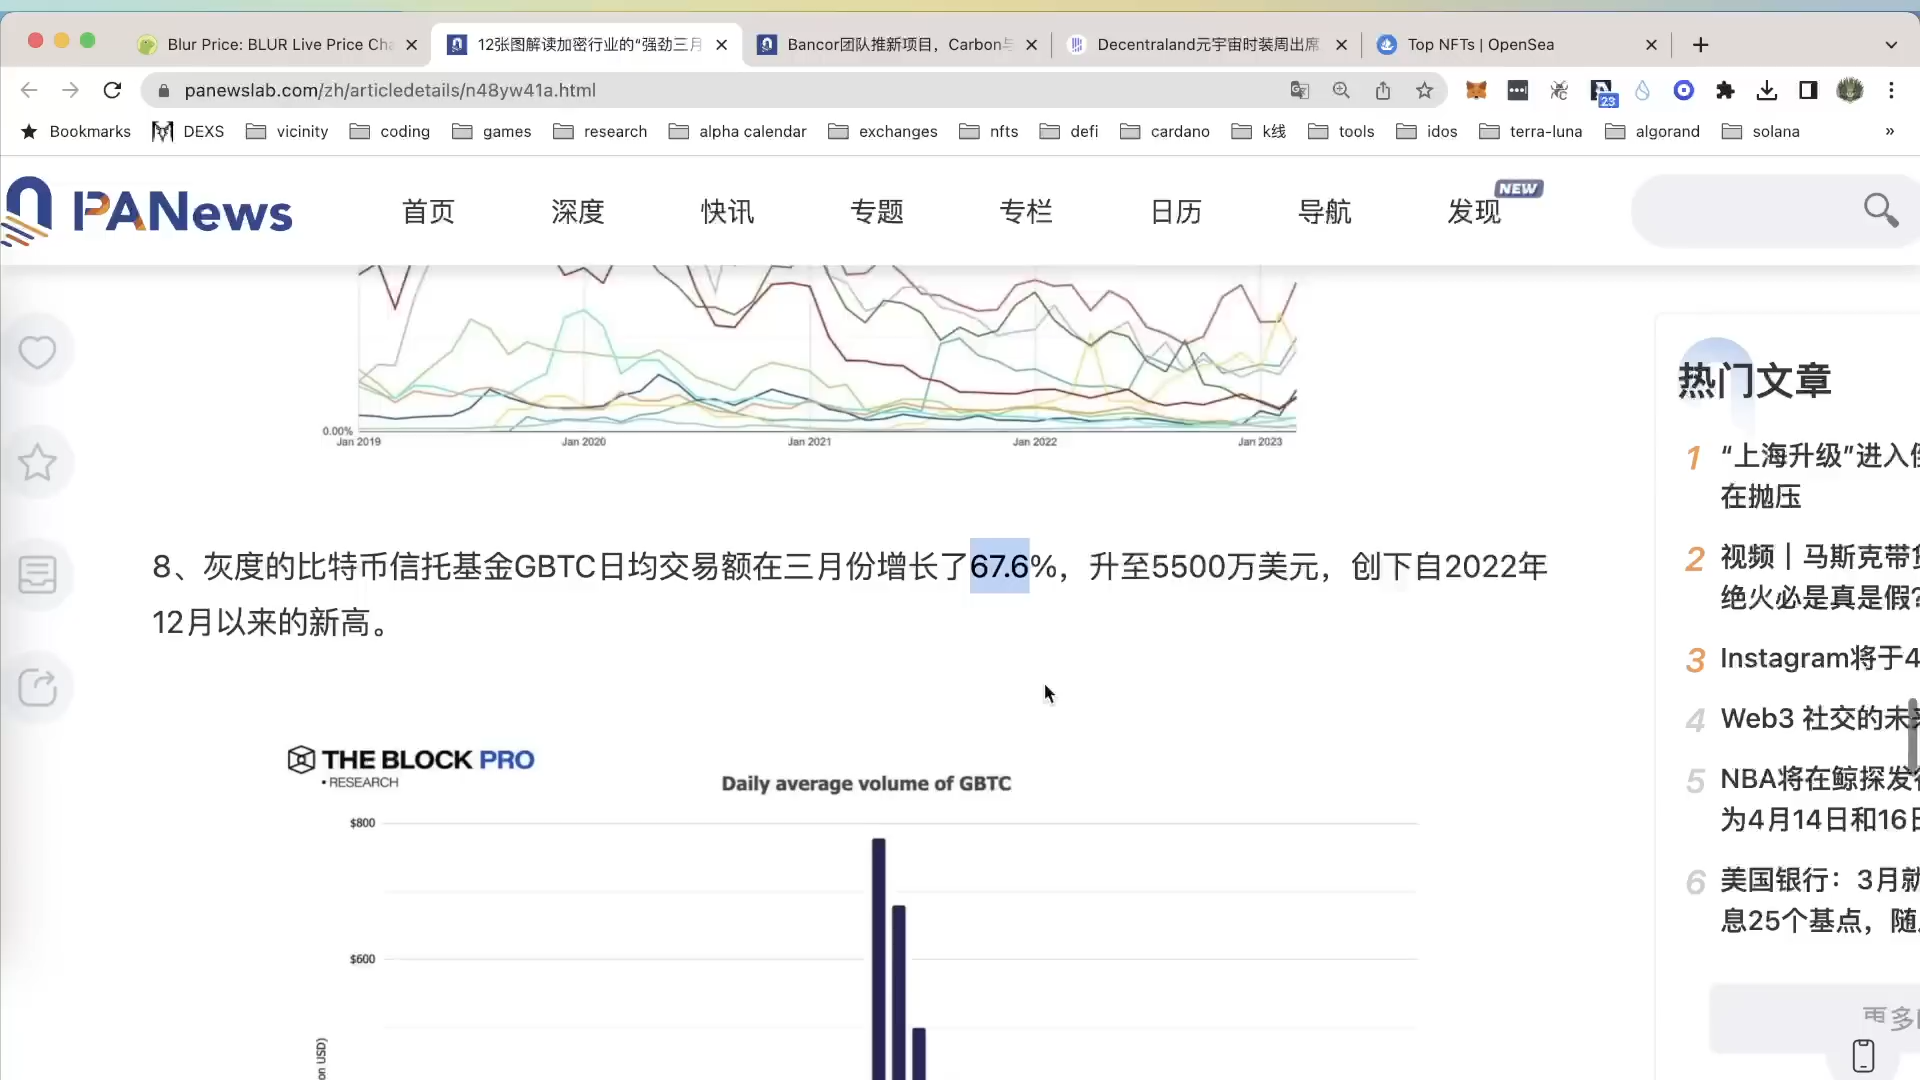 Blur Price: BLUR Live Price Cha
12张图解读加密行业的“强劲三月
Bancor团队推新项目，Carbon与
Decentraland元宇宙时装周出席
Top NFTs | OpenSea
panewslab.com/zh/articledetails/n48yw41a.html
23
Bookmarks
DEXS
vicinity
coding
games
research
alpha calendar
exchanges
nfts
defi
cardano
k线
tools
idos
terra-luna
algorand
solana
»
PANews
首页
深度
快讯
专题
专栏
日历
导航
发现
NEW
0.00%
Jan 2019
Jan 2020
Jan 2021
Jan 2022
Jan 2023
8、灰度的比特币信托基金GBTC日均交易额在三月份增长了67.6%，升至5500万美元，创下自2022年
12月以来的新高。
THE BLOCK PRO
• RESEARCH
Daily average volume of GBTC
$800
$600
on USD)
热门文章
1 “上海升级”进入
在抛压
2 视频｜马斯克带
绝火必是真是假?
3 Instagram将于4
4 Web3 社交的未
5 NBA将在鲸探发
为4月14日和16日
6 美国银行：3月就
息25个基点，随
更多